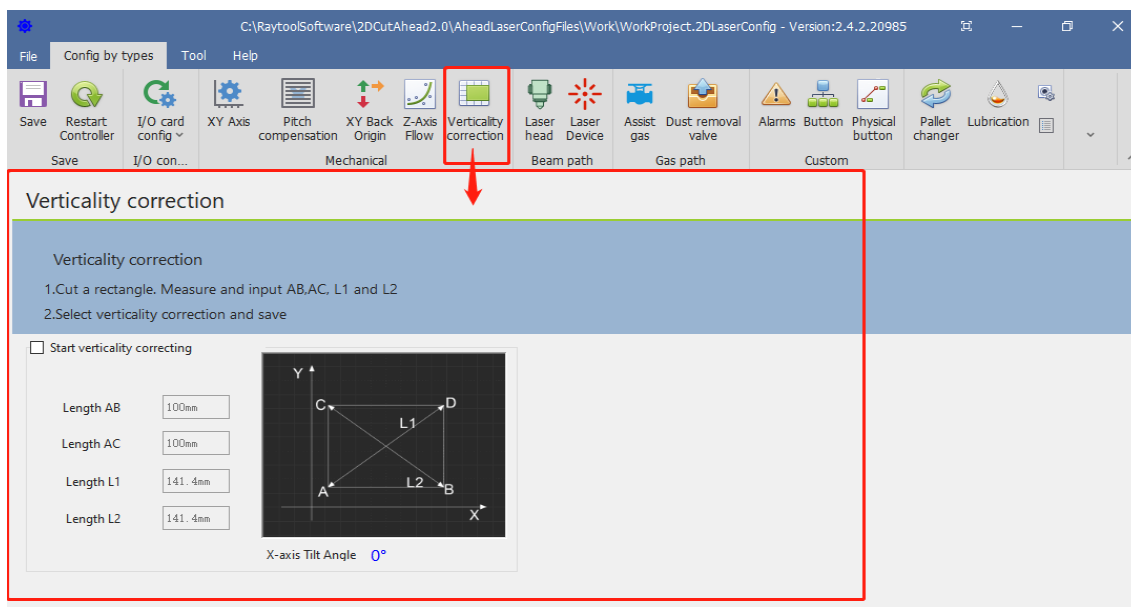 C:\RaytoolSoftware\2DCutAhead2.0\AheadLaserConfigFiles\Work\WorkProject.2DLaserConfig - Version:2.4.2.20985
File Config by types Tool Help
Save Restart Controller I/O card config XY Axis Pitch compensation XY Back Origin Z-Axis Fllow Verticality correction Laser head Laser Device Assist gas Dust removal valve Alarms Button Physical button Pallet changer Lubrication
Save I/O con... Mechanical Beam path Gas path Custom
Verticality correction
Verticality correction
1.Cut a rectangle. Measure and input AB,AC, L1 and L2
2.Select verticality correction and save
Start verticality correcting
Y
C D
L1
Length AB 100mm
Length AC 100mm
Length L1 141.4mm
L2
A B
X
Length L2 141.4mm
X-axis Tilt Angle 0°